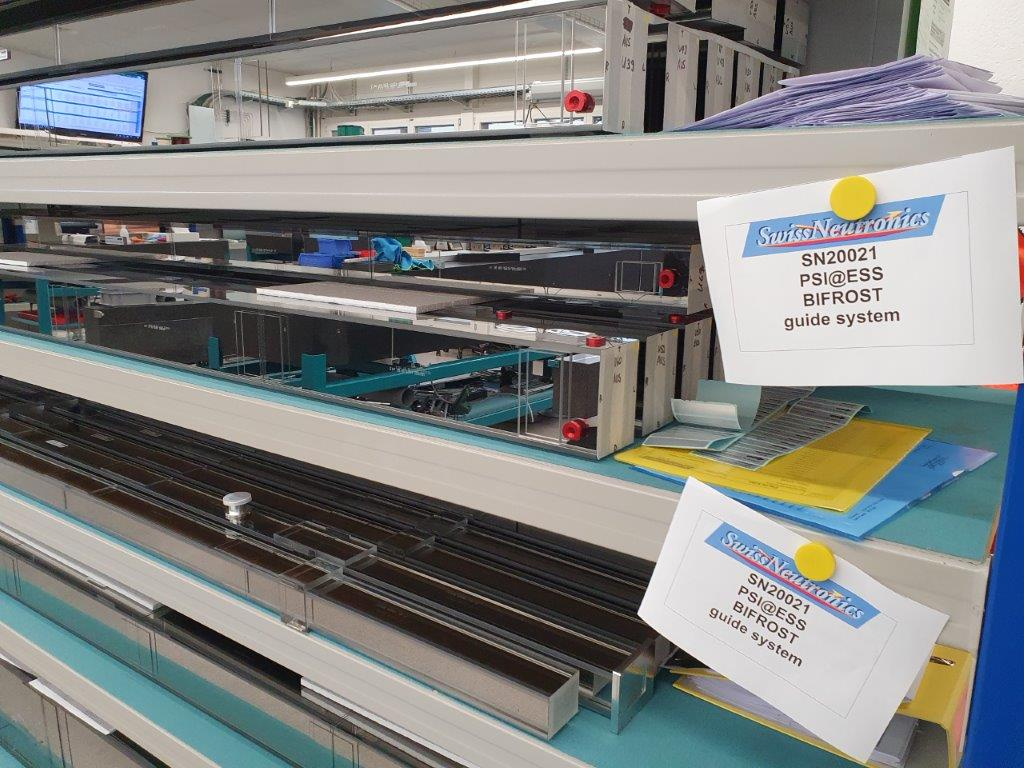 SwissNeutronics
SN20021
PSI@ESS
BIFROST
guide system
SwissNeutronics
SN20021
PSI@ESS
BIFROST
guide system